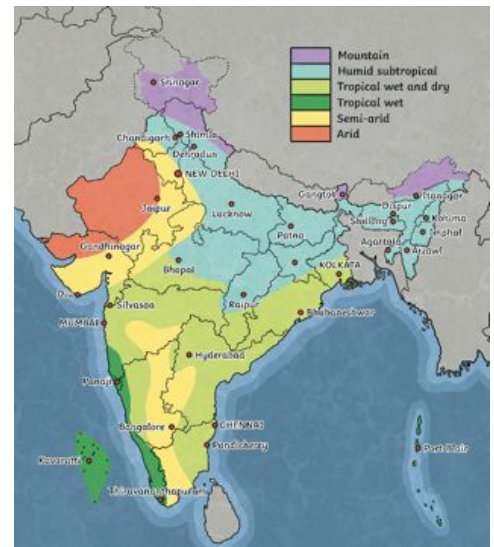 Mountain
Humid subtropical
Tropical wet and dry
Tropical wet
Semi-arid
Arid
Srinagar
Chandigarh
Shimla
Dehradun
NEW DELHI
Jaipur
Lucknow
Gangtok
Itanagar
Dispur
Shillong
Kohima
Imphal
Agartala
Aizawl
Patna
Gandhinagar
Bhopal
KOLKATA
Diu
Silvassa
Raipur
Bhubaneshwar
MUMBAI
Hyderabad
Panaji
Bangalore
CHENNAI
Pondicherry
Kavaratti
Port Blair
Thiruvananthapuram